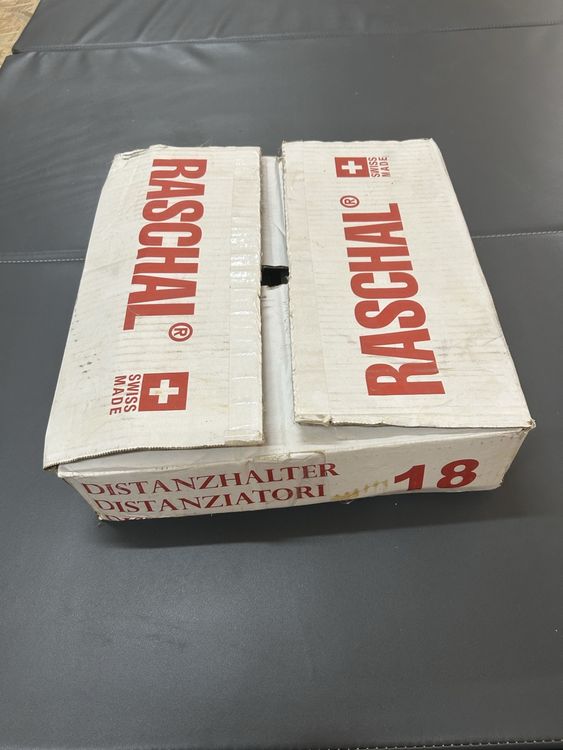 RASCHAL®
SWISS
MADE
SWISS
MADE
RASCHAL®
DISTANZHALTER
DISTANZIATORI
18